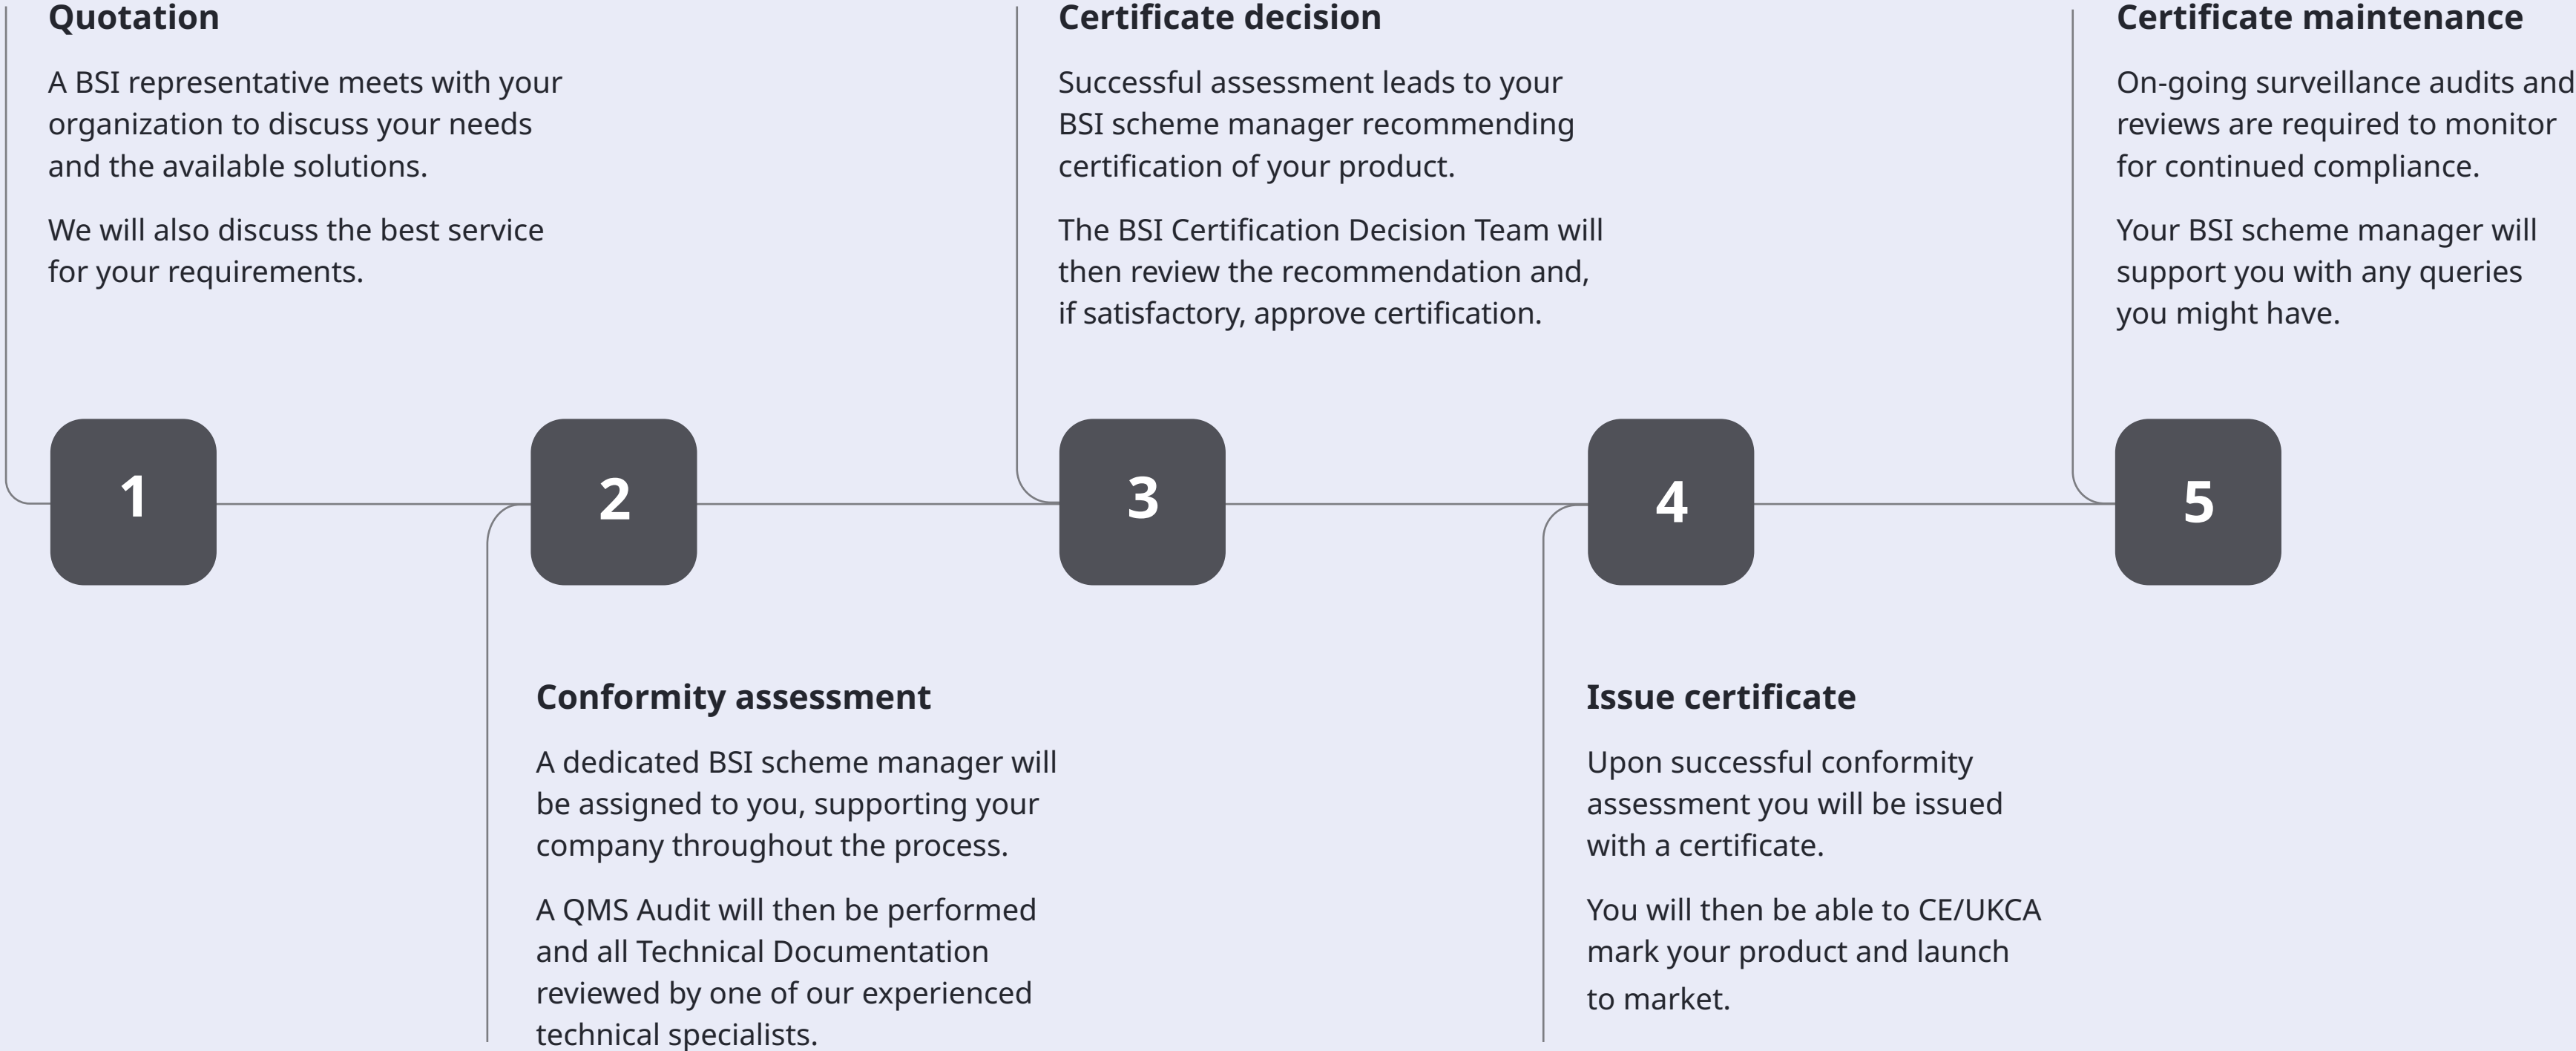 Quotation
A BSI representative meets with your
organization to discuss your needs
and the available solutions.
We will also discuss the best service
for your requirements.
1
2
Conformity assessment
A dedicated BSI scheme manager will
be assigned to you, supporting your
company throughout the process.
A QMS Audit will then be performed
and all Technical Documentation
reviewed by one of our experienced
technical specialists.
Certificate decision
Successful assessment leads to your
BSI scheme manager recommending
certification of your product.
The BSI Certification Decision Team will
then review the recommendation and,
if satisfactory, approve certification.
3
4
Issue certificate
Upon successful conformity
assessment you will be issued
with a certificate.
You will then be able to CE/UKCA
mark your product and launch
to market.
Certificate maintenance
On-going surveillance audits and
reviews are required to monitor
for continued compliance.
Your BSI scheme manager will
support you with any queries
you might have.
5